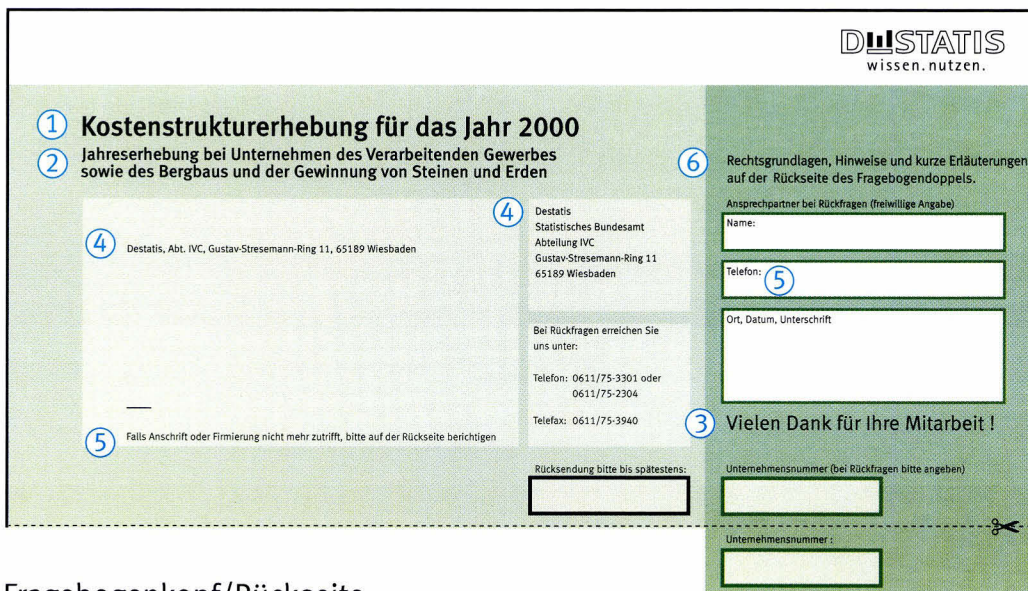 DESTATIS
wissen.nutzen.
1 Kostenstrukturerhebung für das Jahr 2000
2 Jahreserhebung bei Unternehmen des Verarbeitenden Gewerbes
sowie des Bergbaus und der Gewinnung von Steinen und Erden
4 Destatis, Abt. IVC, Gustav-Stresemann-Ring 11, 65189 Wiesbaden
5 Falls Anschrift oder Firmierung nicht mehr zutrifft, bitte auf der Rückseite berichtigen
4 Destatis
Statistisches Bundesamt
Abteilung IVC
Gustav-Stresemann-Ring 11
65189 Wiesbaden
Bei Rückfragen erreichen Sie
uns unter:
Telefon: 0611/75-3301 oder
0611/75-2304
Telefax: 0611/75-3940
Rücksendung bitte bis spätestens:
6 Rechtsgrundlagen, Hinweise und kurze Erläuterungen
auf der Rückseite des Fragebogendoppels.
Ansprechpartner bei Rückfragen (freiwillige Angabe)
Name:
Telefon: 5
Ort, Datum, Unterschrift
3 Vielen Dank für Ihre Mitarbeit !
Unternehmensnummer (bei Rückfragen bitte angeben)
Unternehmensnummer :
Fragebogenkopf/Rückseite